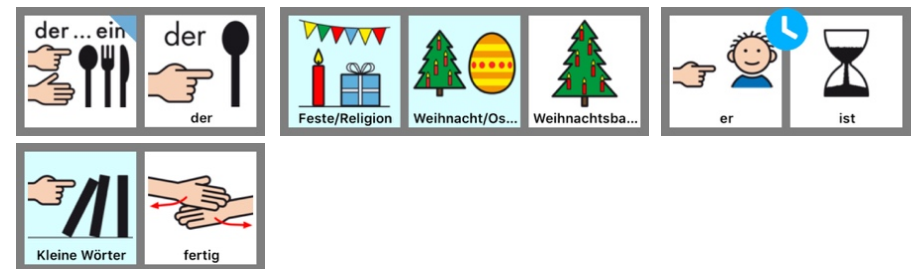 der ... ein
der
der
Feste/Religion
Weihnacht/Os...
Weihnachtsba...
er
ist
Kleine Wörter
fertig